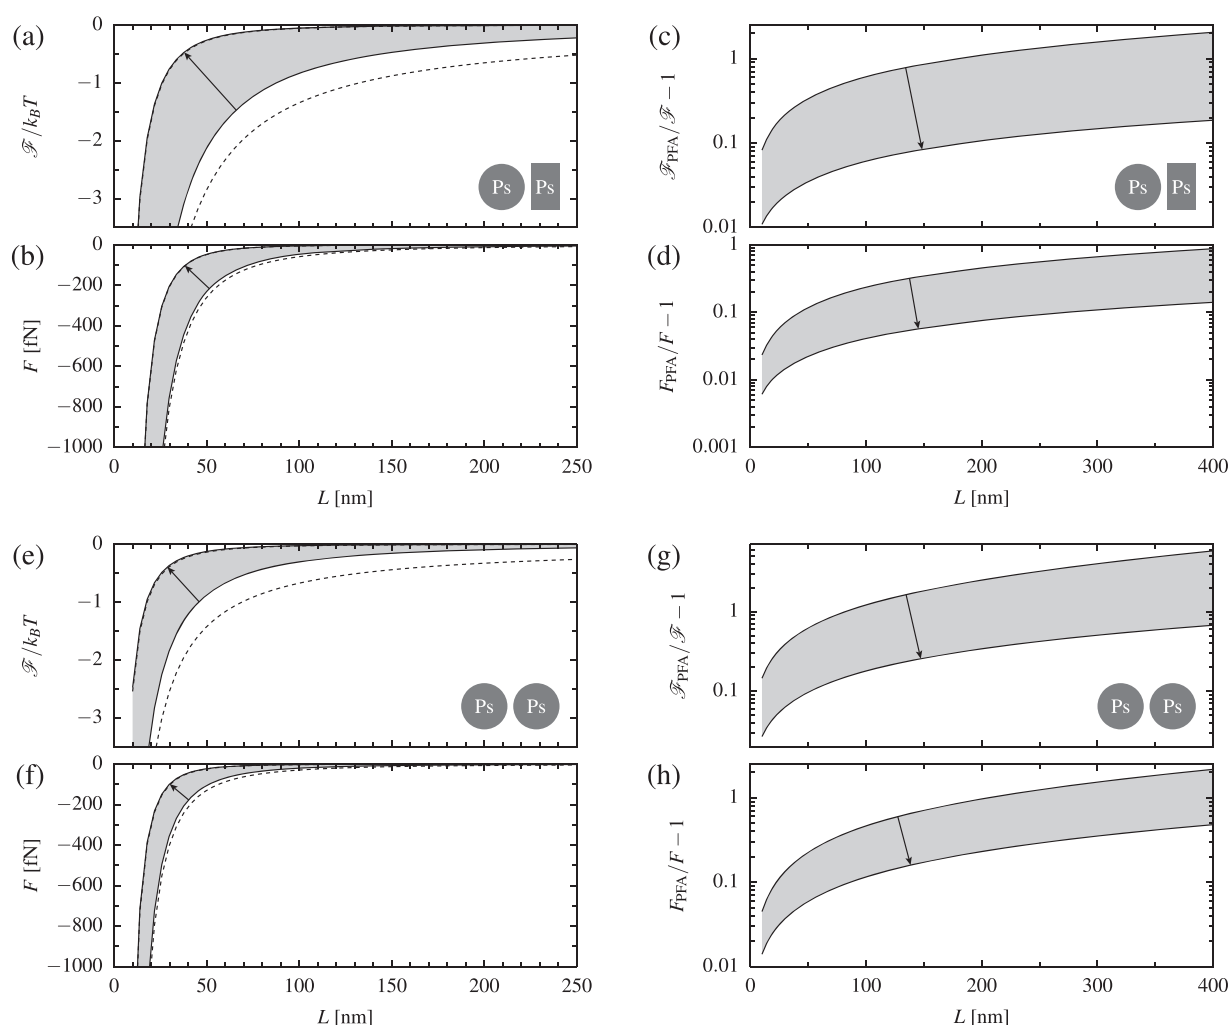 (a)
0
−1
−2
−3
ℱ/k_BT
Ps Ps
(b)
0
−200
−400
−600
−800
−1000
F [fN]
0 50 100 150 200 250
L [nm]
(c)
1
0.1
0.01
ℱ_PFA/ℱ − 1
Ps Ps
(d)
1
0.1
0.01
0.001
F_PFA/F − 1
0 100 200 300 400
L [nm]
(e)
0
−1
−2
−3
ℱ/k_BT
Ps Ps
(f)
0
−200
−400
−600
−800
−1000
F [fN]
0 50 100 150 200 250
L [nm]
(g)
1
0.1
ℱ_PFA/ℱ − 1
Ps Ps
(h)
1
0.1
0.01
F_PFA/F − 1
0 100 200 300 400
L [nm]